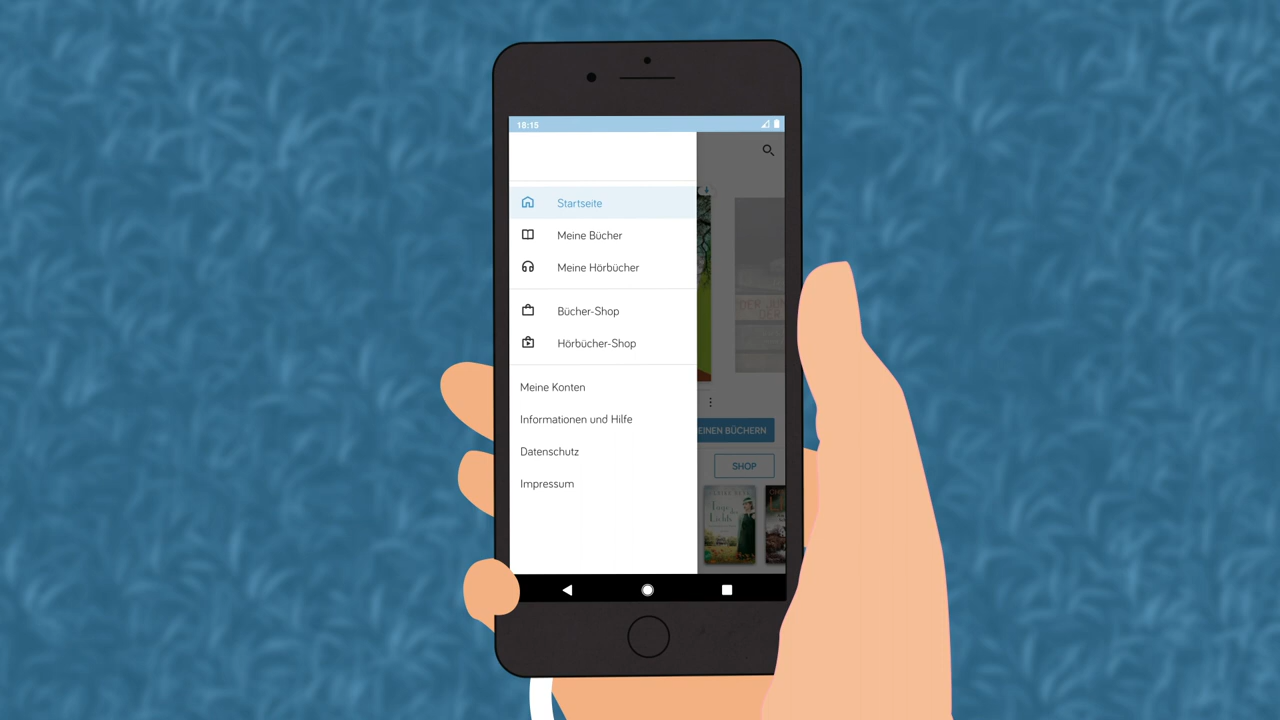 18:15
Startseite
Meine Bücher
Meine Hörbücher
Bücher-Shop
Hörbücher-Shop
Meine Konten
Informationen und Hilfe
Datenschutz
Impressum
EINEN BÜCHERN
SHOP